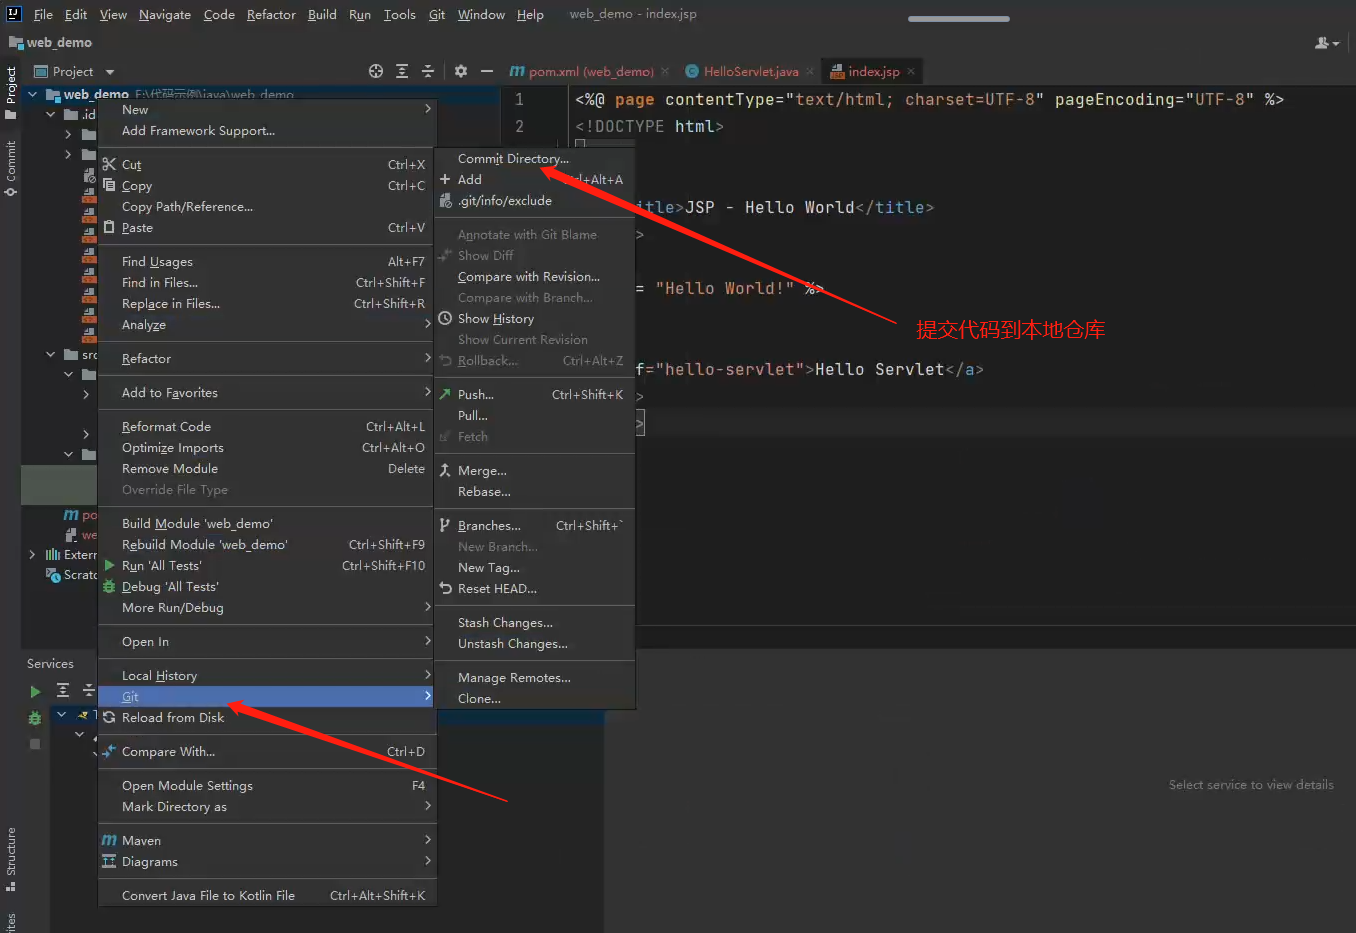 File Edit View Navigate Code Refactor Build Run Tools Git Window Help web_demo - index.jsp
web_demo
Project
Project
pom.xml (web_demo)
HelloServlet.java
index.jsp
Commit
web_demo F:\代码示例\java\web_demo
.id
src
po
we
Extern
Scratc
1 <%@ page contentType="text/html; charset=UTF-8" pageEncoding="UTF-8" %>
2 <!DOCTYPE html>
itle>JSP - Hello World</title>
>
= "Hello World!" %>
f="hello-servlet">Hello Servlet</a>
>
>
New
Add Framework Support...
Cut Ctrl+X
Copy Ctrl+C
Copy Path/Reference...
Paste Ctrl+V
Find Usages Alt+F7
Find in Files... Ctrl+Shift+F
Replace in Files... Ctrl+Shift+R
Analyze
Refactor
Add to Favorites
Reformat Code Ctrl+Alt+L
Optimize Imports Ctrl+Alt+O
Remove Module Delete
Override File Type
Build Module 'web_demo'
Rebuild Module 'web_demo' Ctrl+Shift+F9
Run 'All Tests' Ctrl+Shift+F10
Debug 'All Tests'
More Run/Debug
Open In
Local History
Git
Reload from Disk
Compare With... Ctrl+D
Open Module Settings F4
Mark Directory as
Maven
Diagrams
Convert Java File to Kotlin File Ctrl+Alt+Shift+K
Commit Directory...
Add Ctrl+Alt+A
.git/info/exclude
Annotate with Git Blame
Show Diff
Compare with Revision...
Compare with Branch...
Show History
Show Current Revision
Rollback... Ctrl+Alt+Z
Push... Ctrl+Shift+K
Pull...
Fetch
Merge...
Rebase...
Branches... Ctrl+Shift+`
New Branch...
New Tag...
Reset HEAD...
Stash Changes...
Unstash Changes...
Manage Remotes...
Clone...
提交代码到本地仓库
Services
Select service to view details
Structure